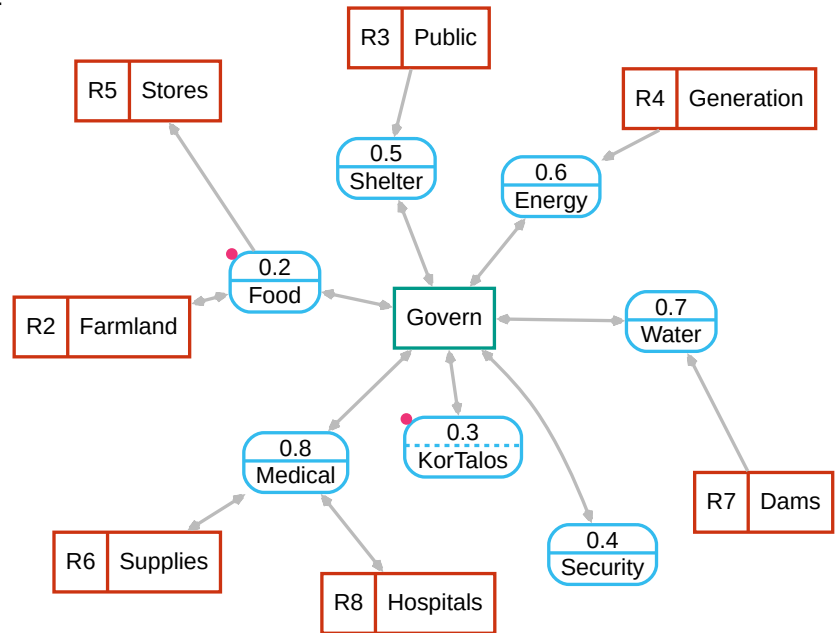 R3 Public
R5 Stores
R4 Generation
0.5
Shelter
0.6
Energy
0.2
Food
R2 Farmland
Govern
0.7
Water
0.3
KorTalos
0.8
Medical
R7 Dams
0.4
Security
R6 Supplies
R8 Hospitals